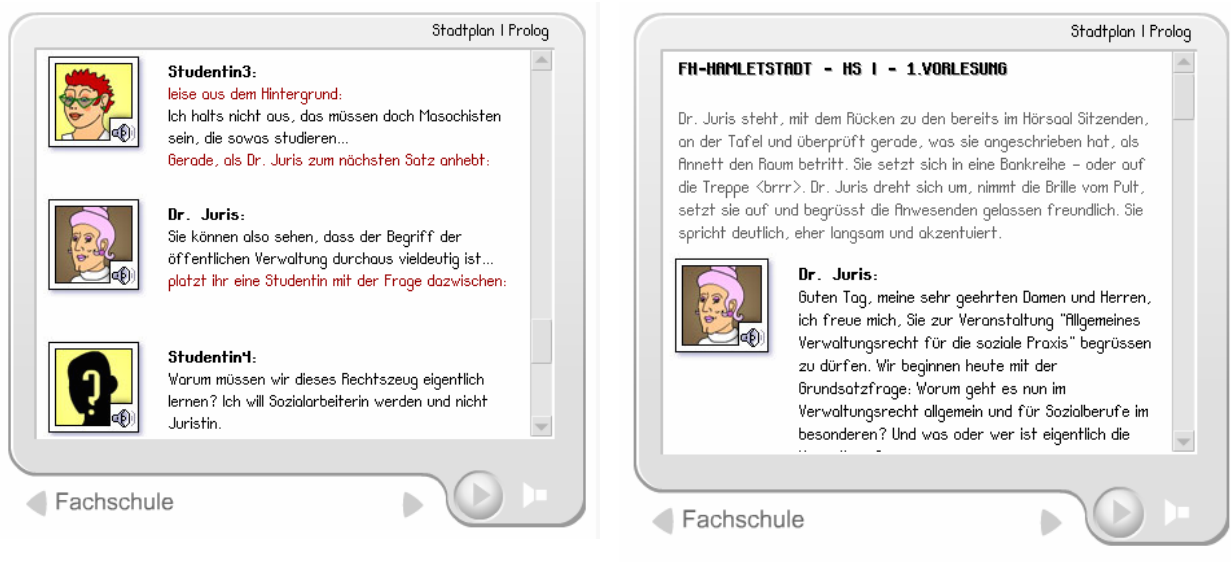 Stadtplan | Prolog
Studentin3:
leise aus dem Hintergrund:
Ich halts nicht aus, das müssen doch Masochisten
sein, die sowas studieren...
Gerade, als Dr. Juris zum nächsten Satz anhebt:
Dr. Juris:
Sie können also sehen, dass der Begriff der
öffentlichen Verwaltung durchaus vieldeutig ist...
platzt ihr eine Studentin mit der Frage dazwischen:
Studentin4:
Warum müssen wir dieses Rechtszeug eigentlich
lernen? Ich will Sozialarbeiterin werden und nicht
Juristin.
Fachschule
Stadtplan | Prolog
FH-HAMLETSTADT - HS I - 1.VORLESUNG
Dr. Juris steht, mit dem Rücken zu den bereits im Hörsaal Sitzenden,
an der Tafel und überprüft gerade, was sie angeschrieben hat, als
Annett den Raum betritt. Sie setzt sich in eine Bankreihe - oder auf
die Treppe <brrr>. Dr. Juris dreht sich um, nimmt die Brille vom Pult,
setzt sie auf und begrüsst die Anwesenden gelassen freundlich. Sie
spricht deutlich, eher langsam und akzentuiert.
Dr. Juris:
Guten Tag, meine sehr geehrten Damen und Herren,
ich freue mich, Sie zur Veranstaltung "Allgemeines
Verwaltungsrecht für die soziale Praxis" begrüssen
zu dürfen. Wir beginnen heute mit der
Grundsatzfrage: Worum geht es nun im
Verwaltungsrecht allgemein und für Sozialberufe im
besonderen? Und was oder wer ist eigentlich die
Fachschule